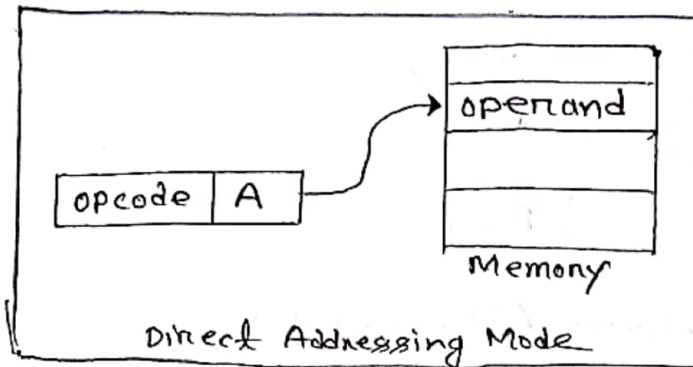 operand
opcode A
Memory
Direct Addressing Mode